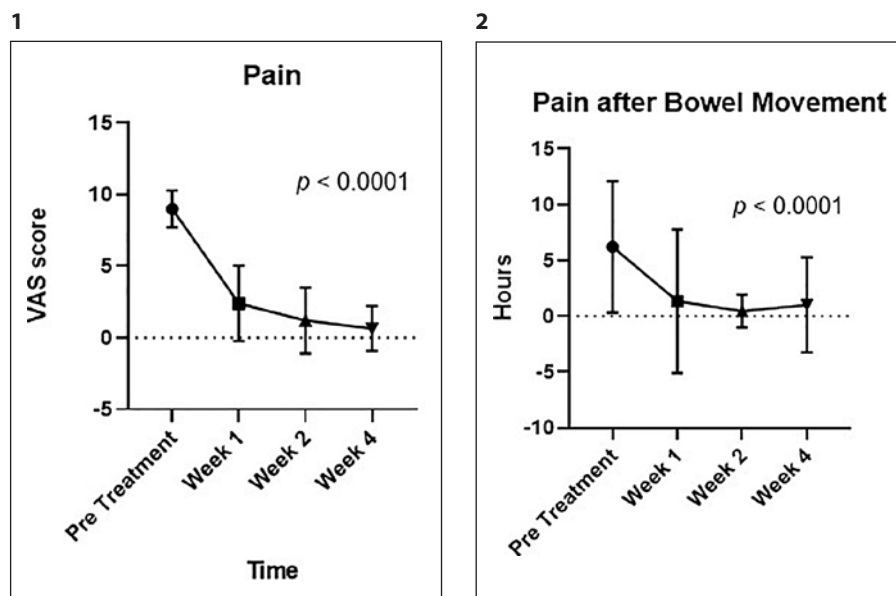 1
Pain
15
10
5
0
-5
VAS score
p < 0.0001
Pre Treatment
Week 1
Week 2
Week 4
Time
2
Pain after Bowel Movement
15
10
5
0
-5
-10
Hours
p < 0.0001
Pre Treatment
Week 1
Week 2
Week 4